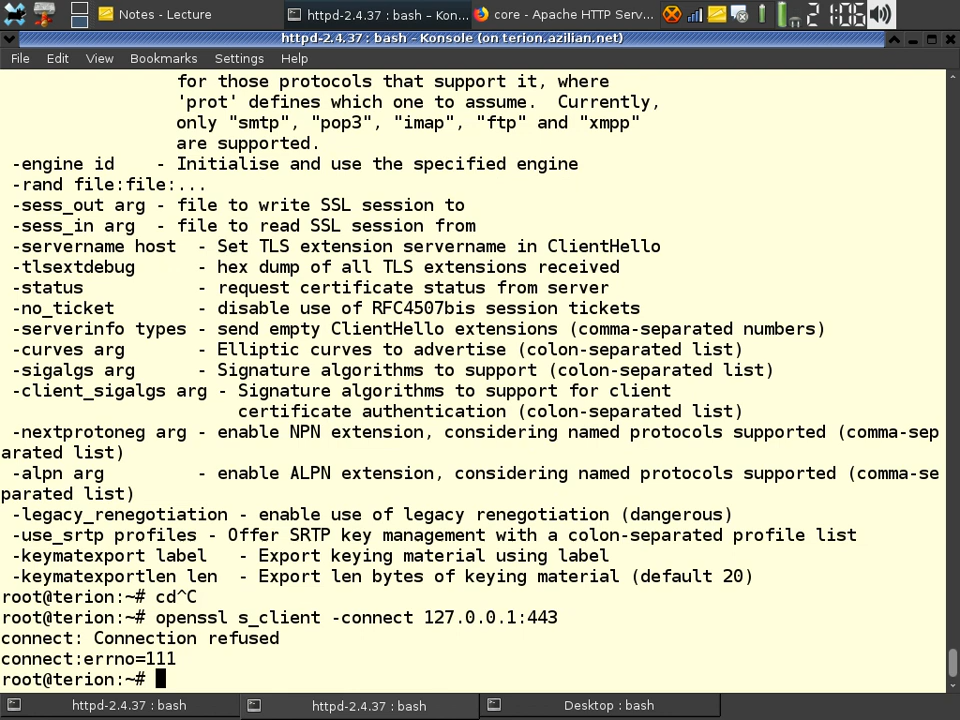 Notes - Lecture
httpd-2.4.37 : bash – Kon...
core - Apache HTTP Serv...
2 1:06
httpd-2.4.37 : bash - Konsole (on terion.azilian.net)
File Edit View Bookmarks Settings Help
for those protocols that support it, where
'prot' defines which one to assume.  Currently,
only "smtp", "pop3", "imap", "ftp" and "xmpp"
are supported.
-engine id    - Initialise and use the specified engine
-rand file:file:...
-sess_out arg - file to write SSL session to
-sess_in arg  - file to read SSL session from
-servername host  - Set TLS extension servername in ClientHello
-tlsextdebug      - hex dump of all TLS extensions received
-status           - request certificate status from server
-no_ticket        - disable use of RFC4507bis session tickets
-serverinfo types - send empty ClientHello extensions (comma-separated numbers)
-curves arg       - Elliptic curves to advertise (colon-separated list)
-sigalgs arg      - Signature algorithms to support (colon-separated list)
-client_sigalgs arg - Signature algorithms to support for client
certificate authentication (colon-separated list)
-nextprotoneg arg - enable NPN extension, considering named protocols supported (comma-sep
arated list)
-alpn arg         - enable ALPN extension, considering named protocols supported (comma-se
parated list)
-legacy_renegotiation - enable use of legacy renegotiation (dangerous)
-use_srtp profiles - Offer SRTP key management with a colon-separated profile list
-keymatexport label   - Export keying material using label
-keymatexportlen len  - Export len bytes of keying material (default 20)
root@terion:~# cd^C
root@terion:~# openssl s_client -connect 127.0.0.1:443
connect: Connection refused
connect:errno=111
root@terion:~#
httpd-2.4.37 : bash
httpd-2.4.37 : bash
Desktop : bash